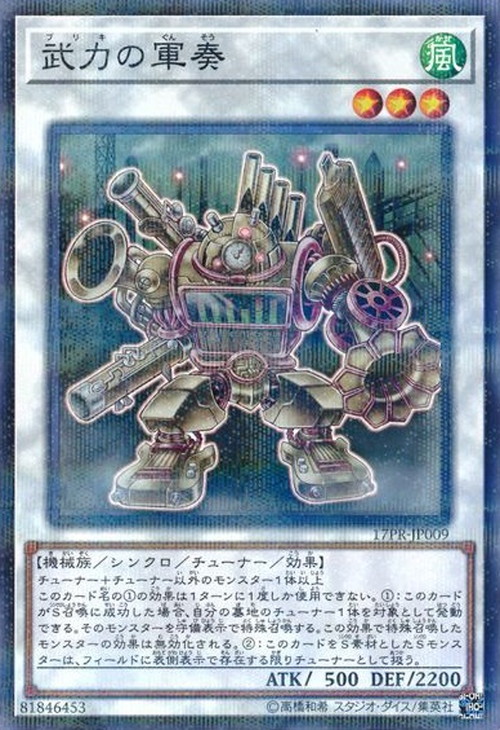 ブリキ ぐんそう
武力の軍奏
かぜ
風
17PR-JP009
きかいぞく こうか
【機械族／シンクロ／チューナー／効果】
チューナー＋チューナー以外のモンスター1体以上
このカード名の①の効果は1ターンに1度しか使用できない。①：このカード
がS召喚に成功した場合、自分の墓地のチューナー1体を対象として発動
できる。そのモンスターを守備表示で特殊召喚する。この効果で特殊召喚した
モンスターの効果は無効化される。②：このカードをS素材としたSモンス
ターは、フィールドに表側表示で存在する限りチューナーとして扱う。
ATK/ 500 DEF/2200
81846453
©高橋和希 スタジオ・ダイス/集英社